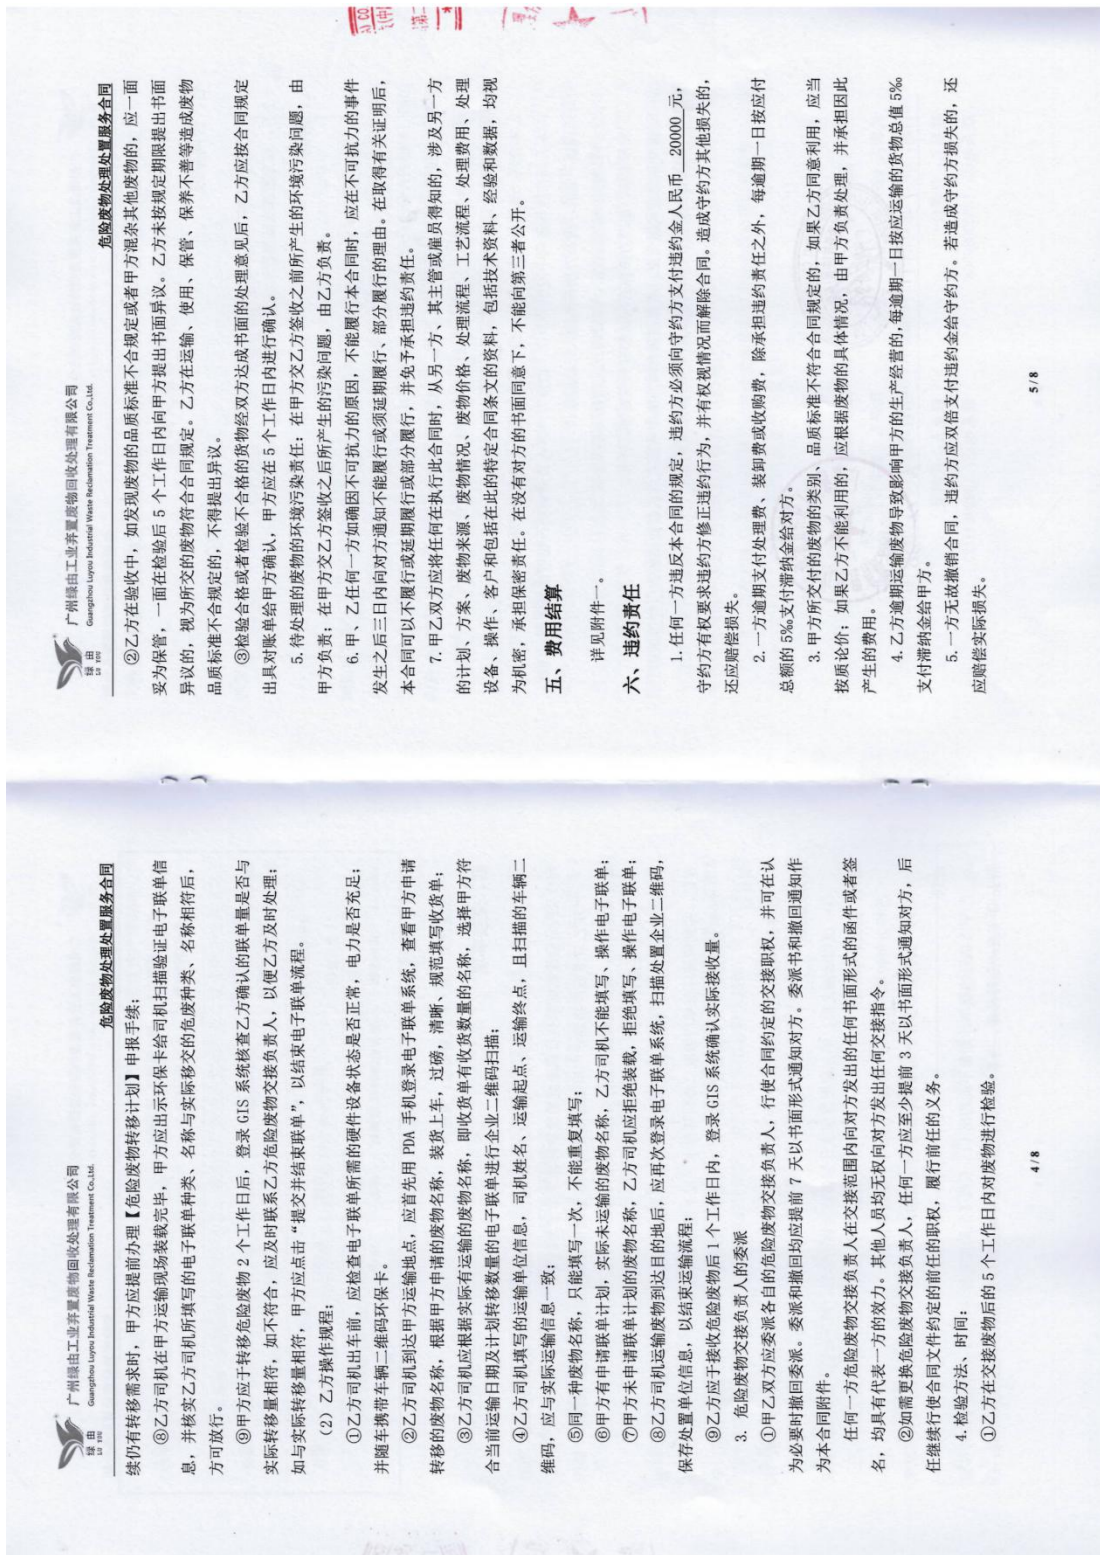 绿由
LU YOU
广州绿由工业弃置废物回收处理有限公司
Guangzhou Luyou Industrial Waste Reclamation Treatment Co.,Ltd.
危险废物处理处置服务合同
续仍有转移需求时，甲方应提前办理【危险废物转移计划】申报手续；
⑧乙方司机在甲方运输现场装载完毕，甲方应出示环保卡给司机扫描验证电子联单信
息，并核实乙方司机所填写的电子联单种类、名称与实际移交的危废种类、名称相符后，
方可放行。
⑨甲方应于转移危险废物 2 个工作日后，登录 GIS 系统核查乙方确认的联单量是否与
实际转移量相符，如不符合，应及时联系乙方危险废物交接负责人，以便乙方及时处理；
如与实际转移量相符，甲方应点击“提交并结束联单”，以结束电子联单流程。
（2）乙方操作规程：
①乙方司机出车前，应检查电子联单所需的硬件设备状态是否正常，电力是否充足；
并随车携带车辆二维码环保卡。
②乙方司机到达甲方运输地点，应首先用 PDA 手机登录电子联单系统，查看甲方申请
转移的废物名称，根据甲方申请的废物名称，装货上车，过磅，清晰、规范填写收货单；
③乙方司机应根据实际有运输的废物名称，即收货单有收货数量的名称，选择甲方符
合当前运输日期及计划转移数量的电子联单进行企业二维码扫描；
④乙方司机填写的运输单位信息，司机姓名、运输起点、运输终点，且扫描的车辆二
维码，应与实际运输信息一致；
⑤同一种废物名称，只能填写一次，不能重复填写；
⑥甲方有申请联单计划，实际未运输的废物名称，乙方司机不能填写、操作电子联单；
⑦甲方未申请联单计划的废物名称，乙方司机应拒绝装载，拒绝填写、操作电子联单；
⑧乙方司机运输废物到达目的地后，应再次登录电子联单系统，扫描处置企业二维码，
保存处置单位信息，以结束运输流程；
⑨乙方应于接收危险废物后 1 个工作日内，登录 GIS 系统确认实际接收量。
3. 危险废物交接负责人的委派
①甲乙双方应委派各自的危险废物交接负责人，行使合同约定的交接职权，并可在认
为必要时撤回委派。委派和撤回均应提前 7 天以书面形式通知对方。委派书和撤回通知作
为本合同附件。
任何一方危险废物交接负责人在交接范围内向对方发出的任何书面形式的函件或者签
名，均具有代表一方的效力。其他人员均无权向对方发出任何交接指令。
②如需更换危险废物交接负责人，任何一方应至少提前 3 天以书面形式通知对方，后
任继续行使合同文件约定的前任的职权，履行前任的义务。
4. 检验方法、时间：
①乙方在交接废物后的 5 个工作日内对废物进行检验。
4 / 8
绿由
LU YOU
广州绿由工业弃置废物回收处理有限公司
Guangzhou Luyou Industrial Waste Reclamation Treatment Co.,Ltd.
危险废物处理处置服务合同
②乙方在验收中，如发现废物的品质标准不合规定或者甲方混杂其他废物的，应一面
妥为保管，一面在检验后 5 个工作日内向甲方提出书面异议。乙方未按规定期限提出书面
异议的，视为所交的废物符合合同规定。乙方在运输、使用、保管、保养不善等造成废物
品质标准不合规定的，不得提出异议。
③检验合格或者检验不合格的货物经双方达成书面的处理意见后，乙方应按合同规定
出具对账单给甲方确认，甲方应在 5 个工作日内进行确认。
5. 待处理的废物的环境污染责任：在甲方交乙方签收之前所产生的环境污染问题，由
甲方负责；在甲方交乙方签收之后所产生的污染问题，由乙方负责。
6. 甲、乙任何一方如确因不可抗力的原因，不能履行本合同时，应在不可抗力的事件
发生之后三日内向对方通知不能履行或须延期履行、部分履行的理由。在取得有关证明后，
本合同可以不履行或延期履行或部分履行，并免予承担违约责任。
7. 甲乙双方应将任何在执行此合同时，从另一方、其主管或雇员得知的，涉及另一方
的计划、方案、废物来源、废物情况、废物价格、处理流程、工艺流程、处理费用、处理
设备、操作、客户和包括在此的特定合同条文的资料，包括技术资料、经验和数据，均视
为机密，承担保密责任。在没有对方的书面同意下，不能向第三者公开。
五、费用结算
详见附件一。
六、违约责任
1. 任何一方违反本合同的规定，违约方必须向守约方支付违约金人民币 20000 元，
守约方有权要求违约方修正违约行为，并有权视情况而解除合同。造成守约方其他损失的，
还应赔偿损失。
2. 一方逾期支付处理费、装卸费或收购费，除承担违约责任之外，每逾期一日按应付
总额的 5‰支付滞纳金给对方。
3. 甲方所交付的废物的类别、品质标准不符合合同规定的，如果乙方同意利用，应当
按质论价；如果乙方不能利用的，应根据废物的具体情况，由甲方负责处理，并承担因此
产生的费用。
4. 乙方逾期运输废物导致影响甲方的生产经营的，每逾期一日按应运输的货物总值 5‰
支付滞纳金给甲方。
5. 一方无故撤销合同，违约方应双倍支付违约金给守约方。若造成守约方损失的，还
应赔偿实际损失。
5 / 8